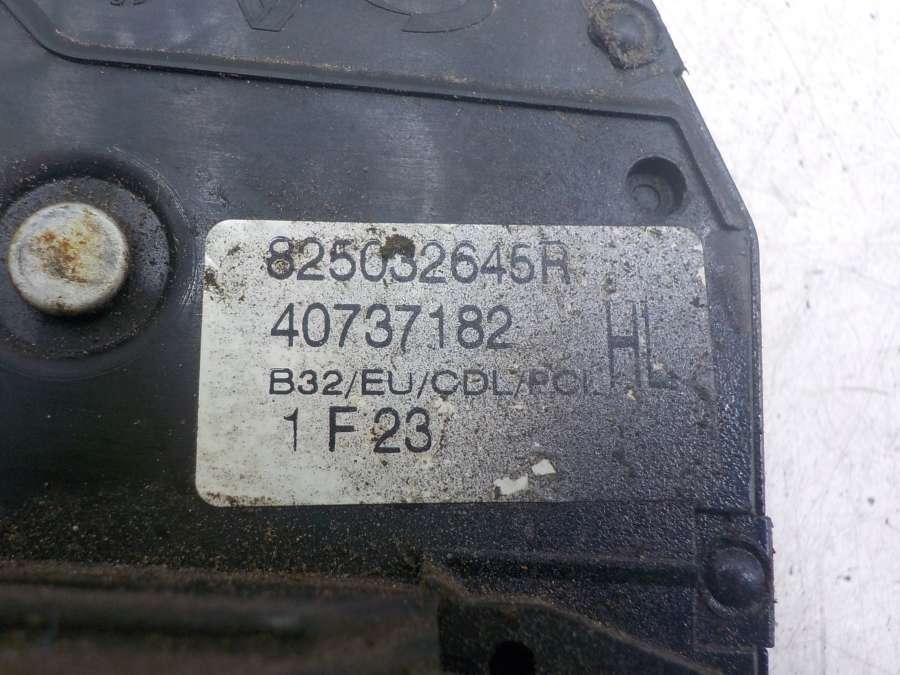 825032645R
40737182
HL
B32/EU/CDL/PCL
1 F 23